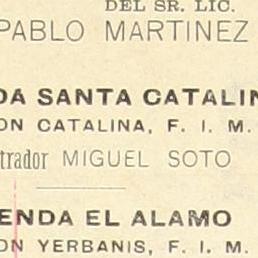 DEL SR. LIC.
PABLO MARTINEZ
DA SANTA CATALIN
ON CATALINA, F. I. M.
trador MIGUEL SOTO
ENDA EL ALAMO
ON YERBANIS, F. I. M.